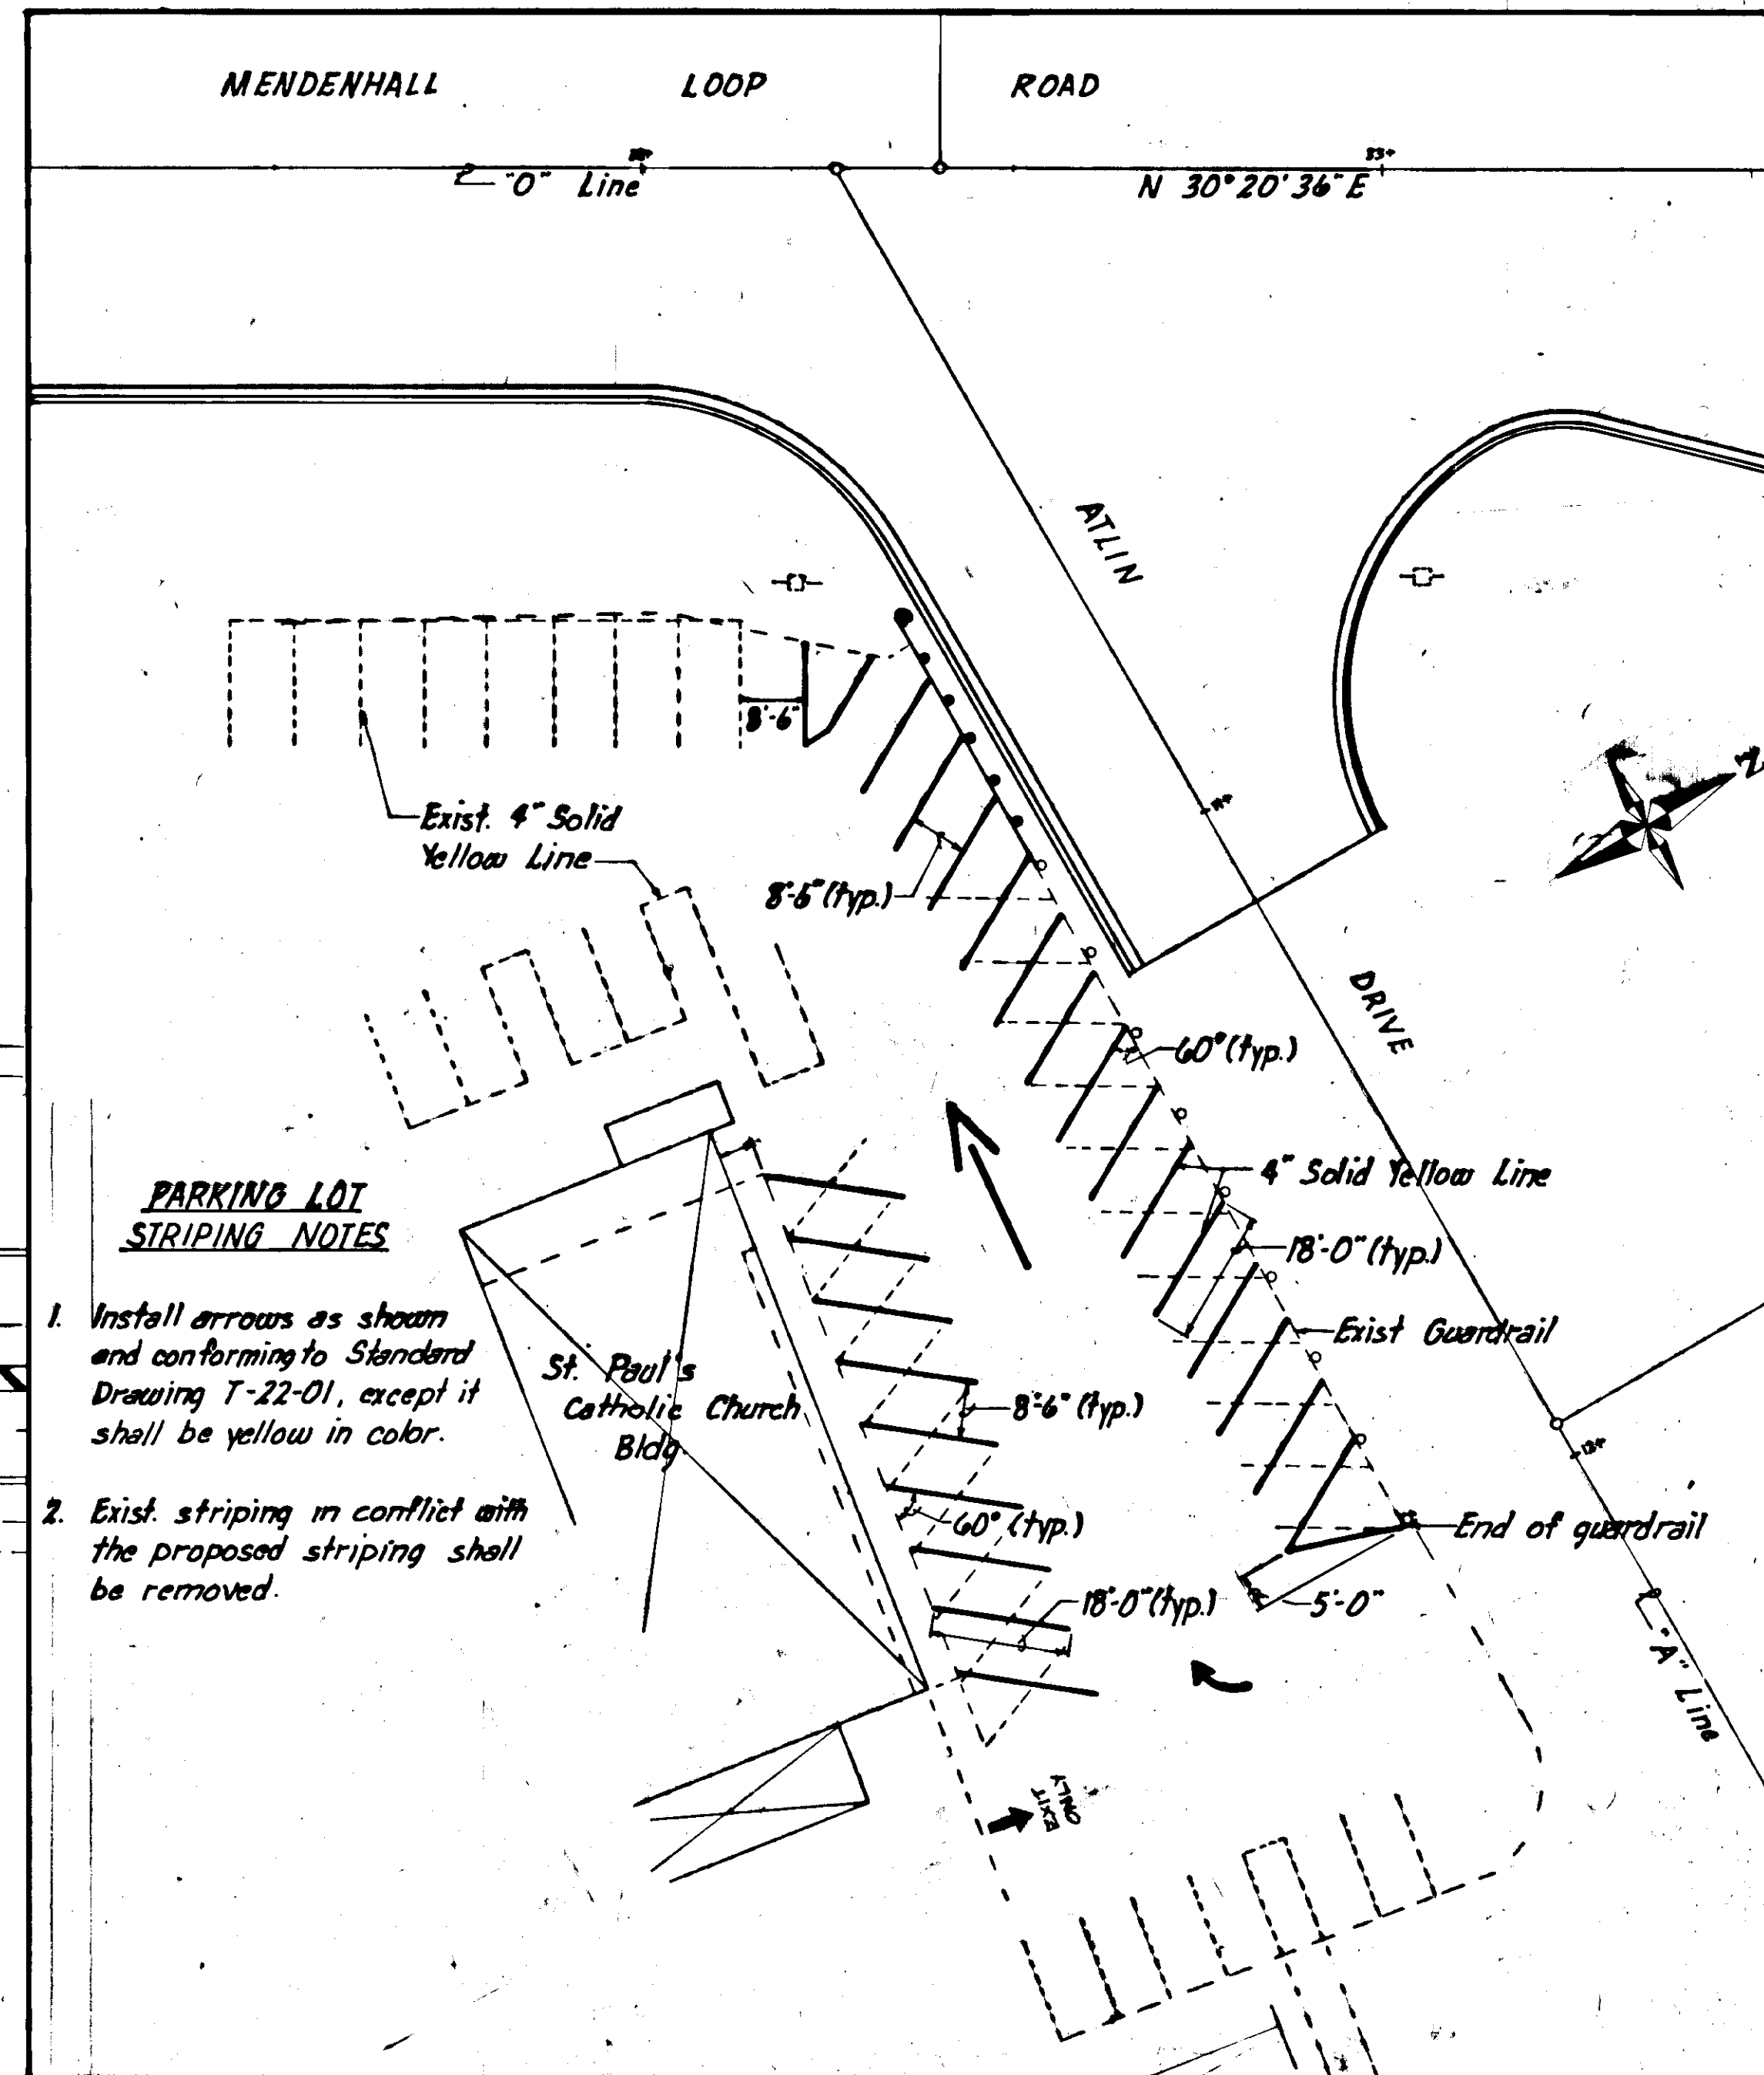 MENDENHALL LOOP ROAD
"O" Line
83+
N 30°20'36" E
ATLIN
8'-6"
Exist. 4" Solid
Yellow Line
8'-6" (typ.)
N
DRIVE
60° (typ.)
4" Solid Yellow Line
18'-0" (typ.)
Exist Guardrail
PARKING LOT
STRIPING NOTES
1. Install arrows as shown
and conforming to Standard
Drawing T-22-01, except it
shall be yellow in color.
2. Exist. striping in conflict with
the proposed striping shall
be removed.
St. Paul's
Catholic Church
Bldg.
8'-6" (typ.)
60° (typ.)
12+
End of guardrail
18'-0" (typ.)
5'-0"
"A" Line
EXIT
ONLY